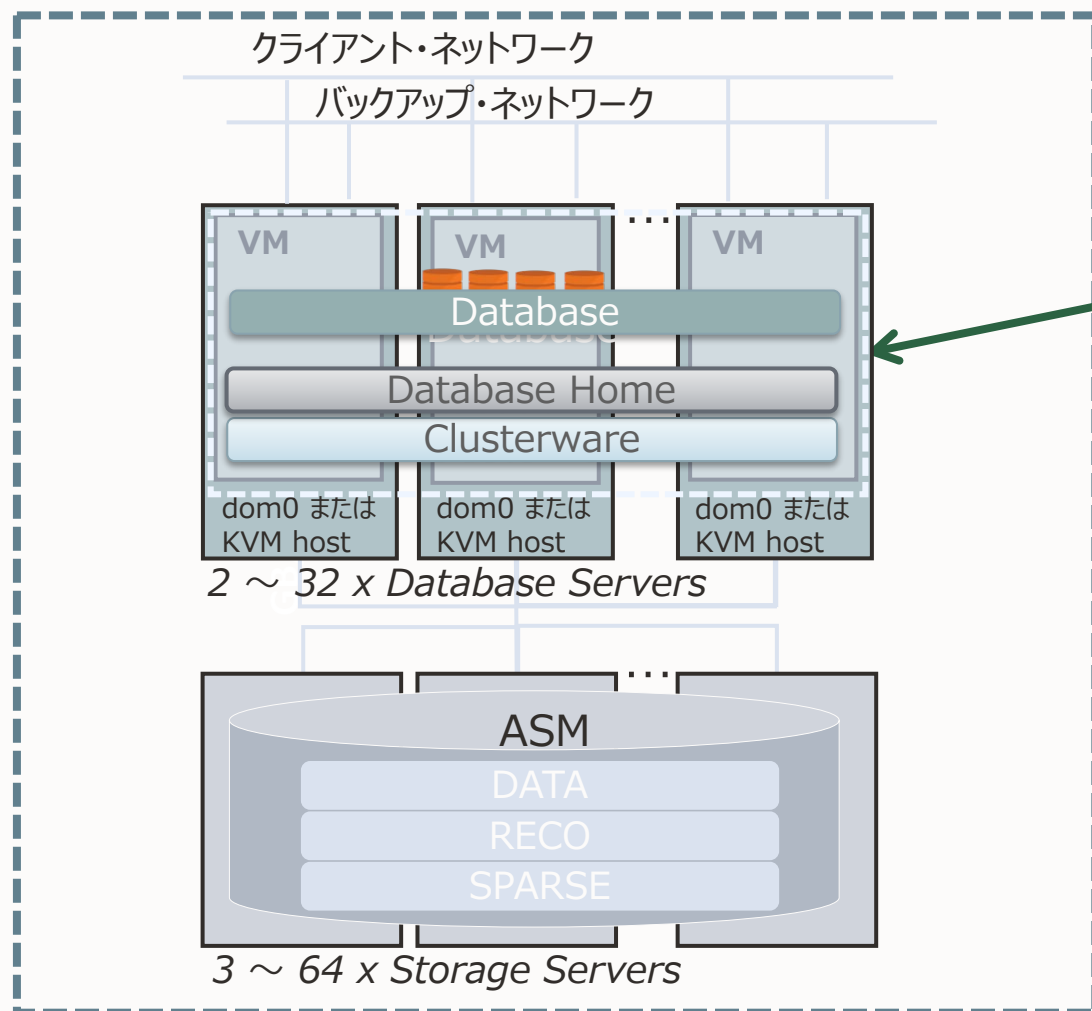 クライアント・ネットワーク
バックアップ・ネットワーク
...
VM
VM
VM
Database
Database
Database Home
Clusterware
dom0 または
KVM host
dom0 または
KVM host
dom0 または
KVM host
2 ～ 32 x Database Servers
...
ASM
DATA
RECO
SPARSE
3 ～ 64 x Storage Servers